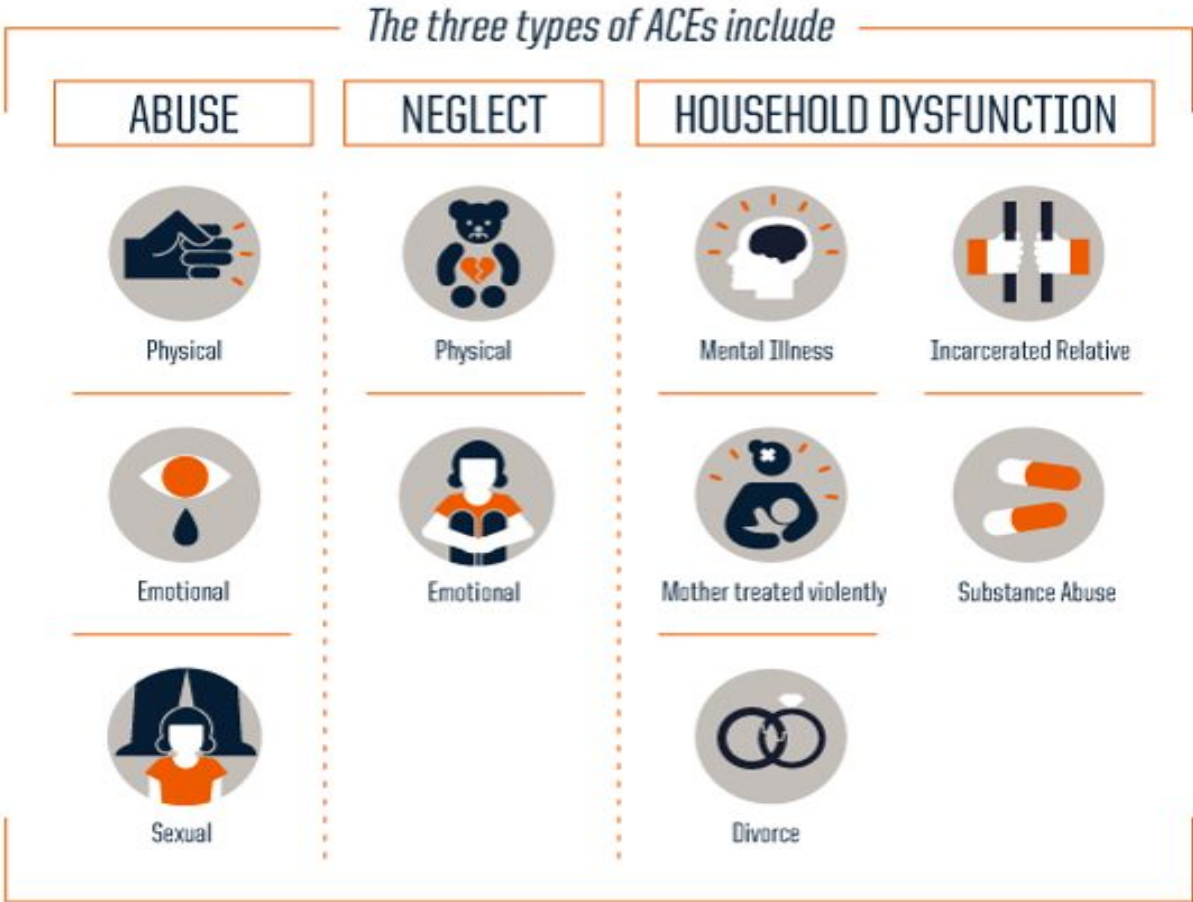 The three types of ACEs include
ABUSE
NEGLECT
HOUSEHOLD DYSFUNCTION
Physical
Physical
Mental Illness
Incarcerated Relative
Emotional
Emotional
Mother treated violently
Substance Abuse
Sexual
Divorce